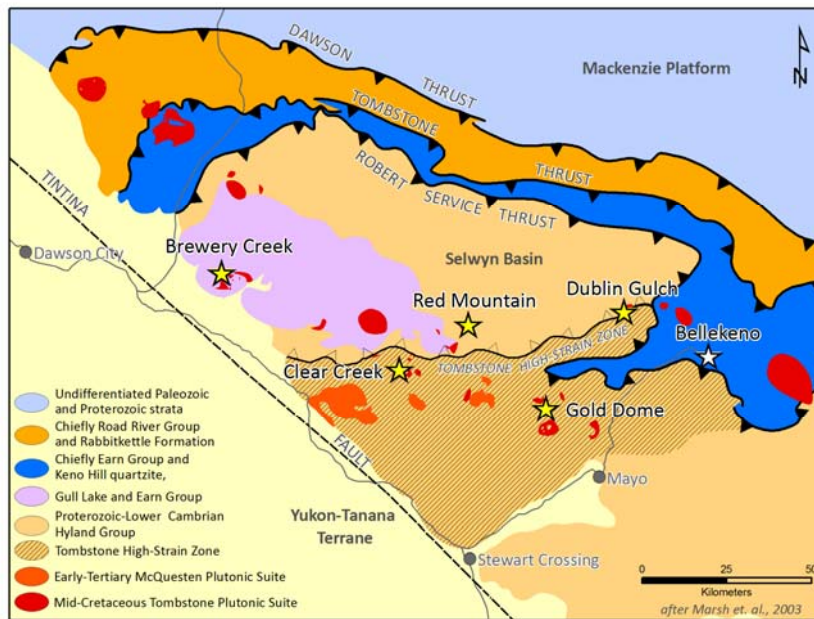 DAWSON
THRUST
Mackenzie Platform
N
TOMBSTONE
THRUST
ROBERT SERVICE THRUST
TINTINA
Dawson City
Brewery Creek
Selwyn Basin
Red Mountain
Dublin Gulch
Bellekeno
TOMBSTONE HIGH-STRAIN ZONE
Clear Creek
Gold Dome
FAULT
Mayo
Yukon-Tanana
Terrane
Stewart Crossing
Undifferentiated Paleozoic
and Proterozoic strata
Chiefly Road River Group
and Rabbitkettle Formation
Chiefly Earn Group and
Keno Hill quartzite,
Gull Lake and Earn Group
Proterozoic-Lower Cambrian
Hyland Group
Tombstone High-Strain Zone
Early-Tertiary McQuesten Plutonic Suite
Mid-Cretaceous Tombstone Plutonic Suite
0 25 50
Kilometers
after Marsh et. al., 2003